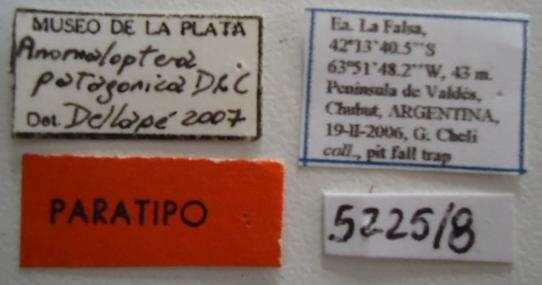 MUSEO DE LA PLATA
Anomaloptera
patagonica D&C
Det. Dellapé 2007
Ea. La Falsa,
42°13'40.5''S
63°51'48.2''W, 43 m.
Península de Valdés,
Chubut, ARGENTINA,
19-II-2006, G. Cheli
coll., pit fall trap
PARATIPO
5225/8